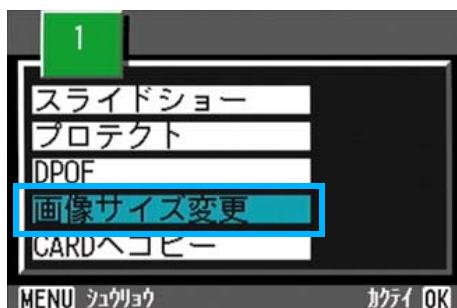 1
スライドショー
プロテクト
DPOF
画像サイズ変更
CARDへコピー
MENU ｼｭｳﾘｮｳ ｶｸﾃｲ OK